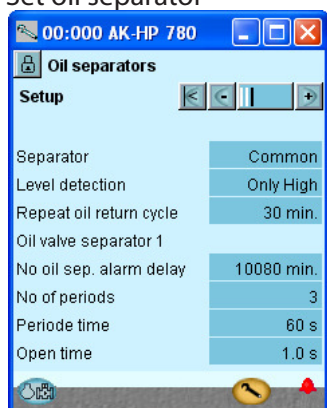 Set oil separator
00:000 AK-HP 780
Oil separators
Setup
Separator Common
Level detection Only High
Repeat oil return cycle 30 min.
Oil valve separator 1
No oil sep. alarm delay 10080 min.
No of periods 3
Periode time 60 s
Open time 1.0 s